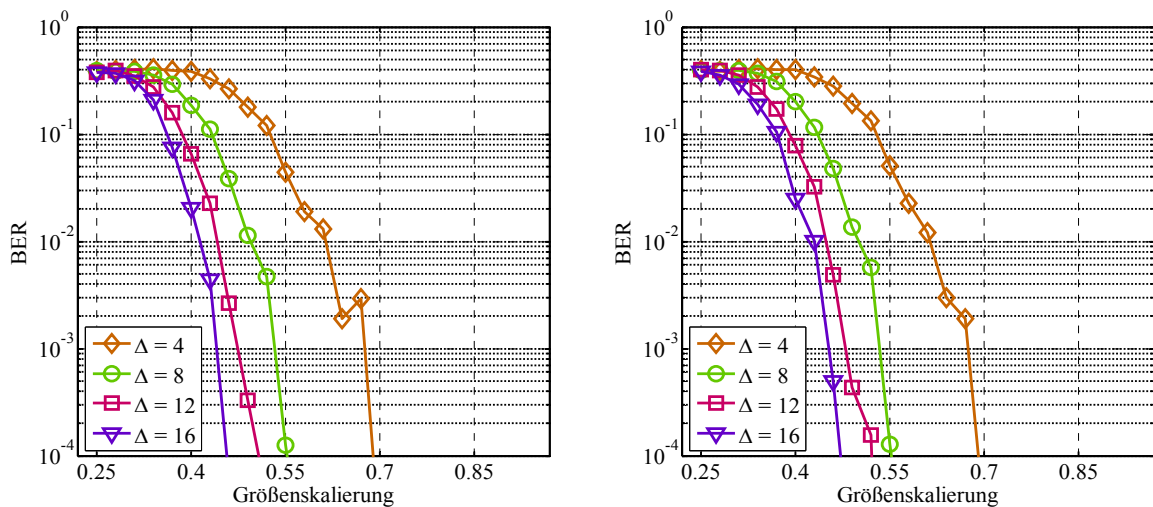 10^0
10^-1
10^-2
10^-3
10^-4
BER
Δ = 4
Δ = 8
Δ = 12
Δ = 16
0.25 0.4 0.55 0.7 0.85
Größenskalierung
10^0
10^-1
10^-2
10^-3
10^-4
BER
Δ = 4
Δ = 8
Δ = 12
Δ = 16
0.25 0.4 0.55 0.7 0.85
Größenskalierung